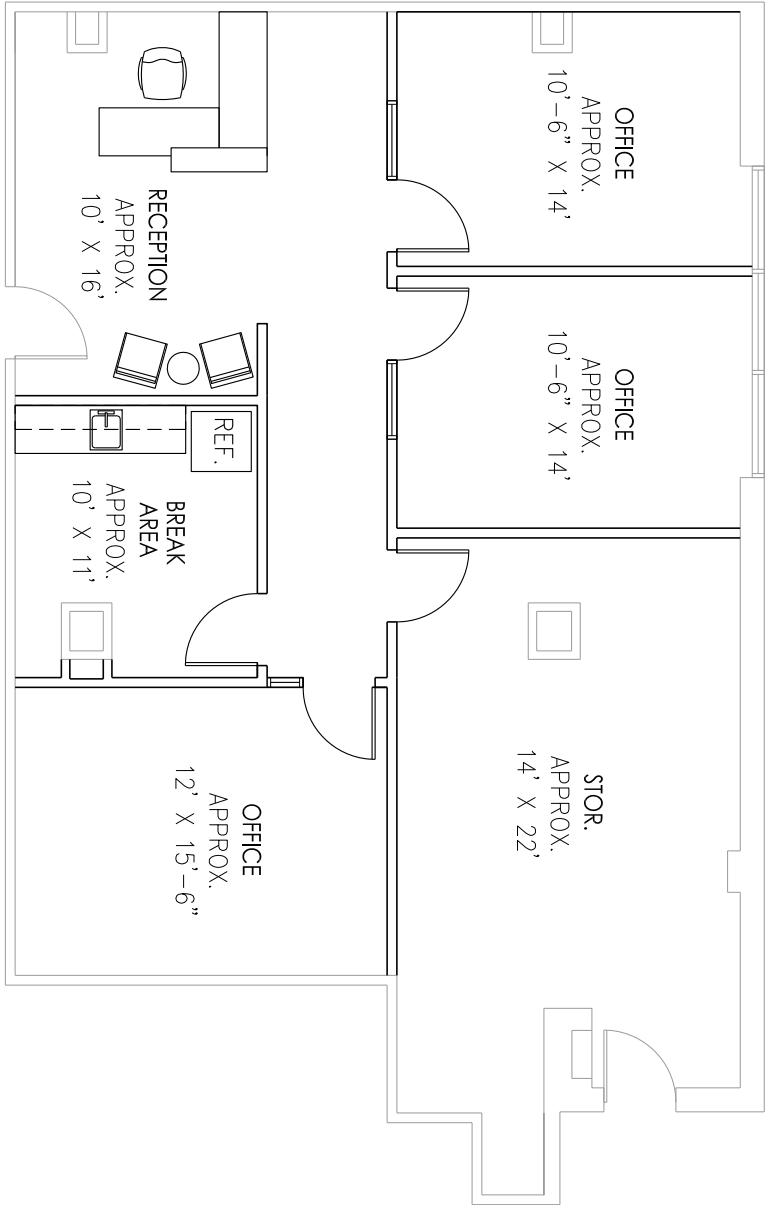 OFFICE
APPROX.
10'-6" X 14'
OFFICE
APPROX.
10'-6" X 14'
STOR.
APPROX.
14' X 22'
RECEPTION
APPROX.
10' X 16'
REF.
BREAK
AREA
APPROX.
10' X 11'
OFFICE
APPROX.
12' X 15'-6"